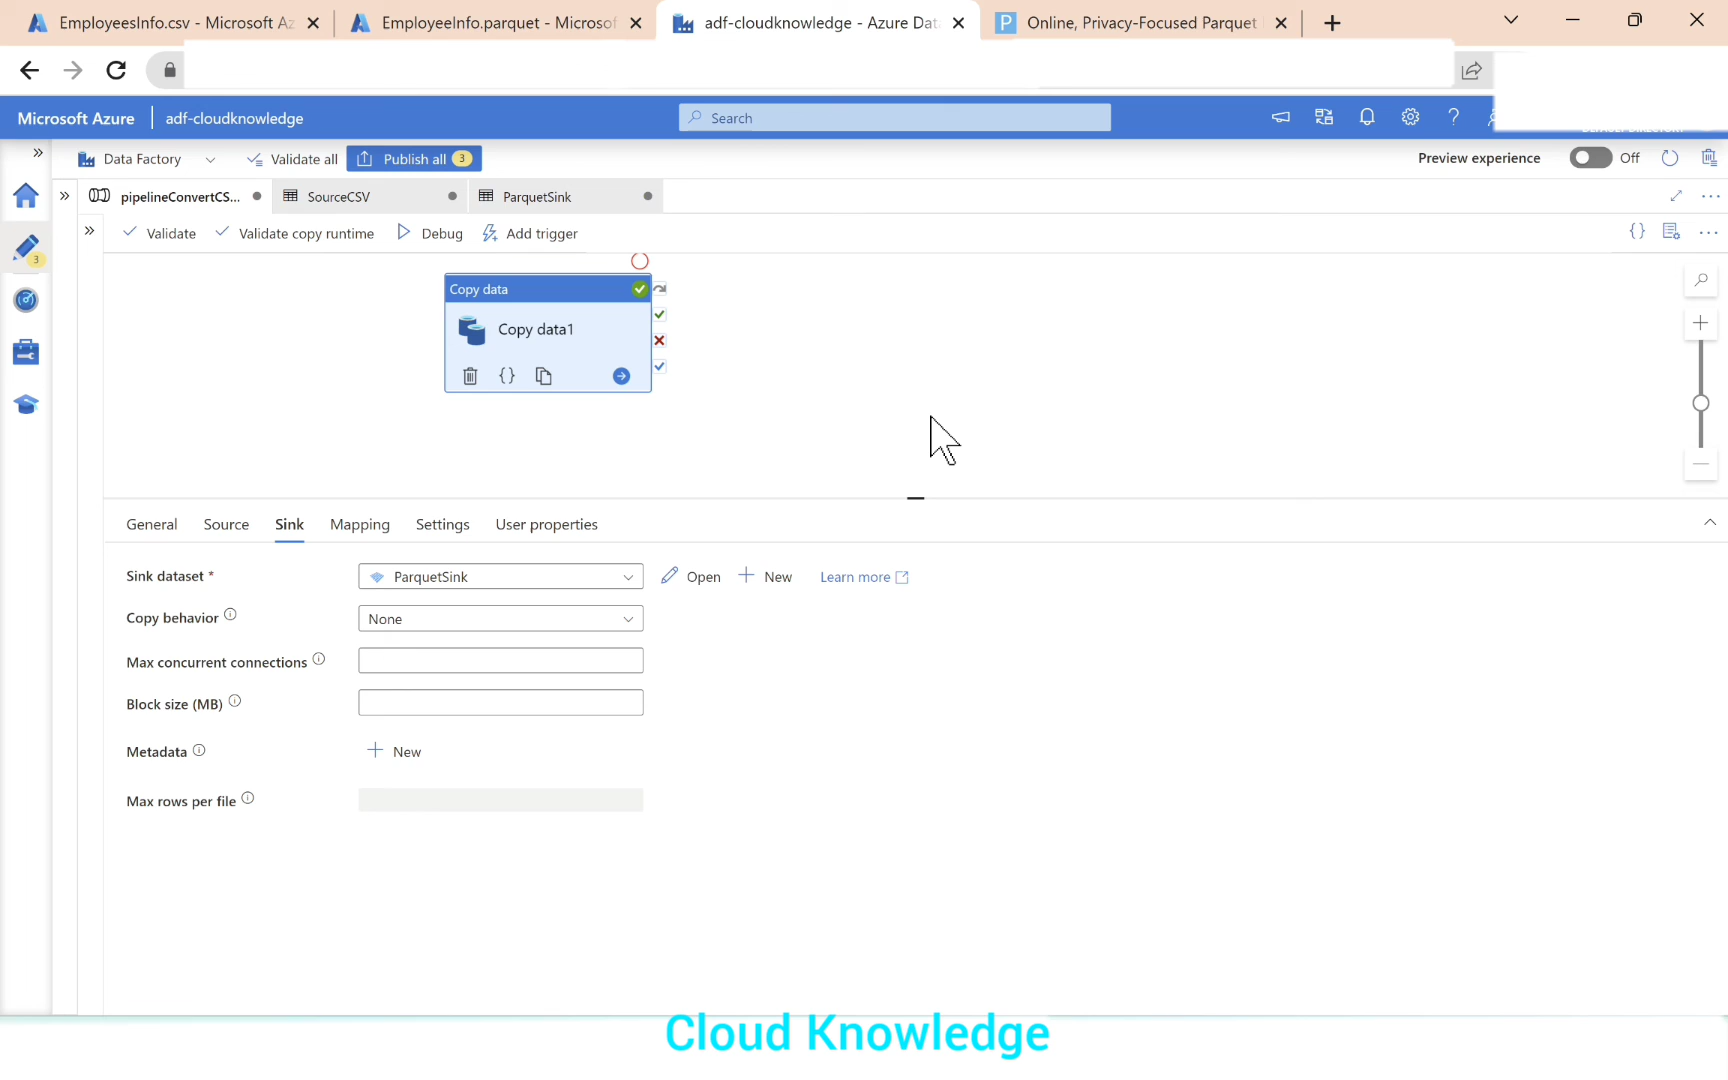 EmployeesInfo.csv - Microsoft Az
EmployeeInfo.parquet - Microsof
adf-cloudknowledge - Azure Dat
Online, Privacy-Focused Parquet
Microsoft Azure
adf-cloudknowledge
Search
Data Factory
Validate all
Publish all 3
Preview experience
Off
pipelineConvertCS...
SourceCSV
ParquetSink
Validate
Validate copy runtime
Debug
Add trigger
3
Copy data
Copy data1
General
Source
Sink
Mapping
Settings
User properties
Sink dataset *
ParquetSink
Open
New
Learn more
Copy behavior
None
Max concurrent connections
Block size (MB)
Metadata
New
Max rows per file
Cloud Knowledge